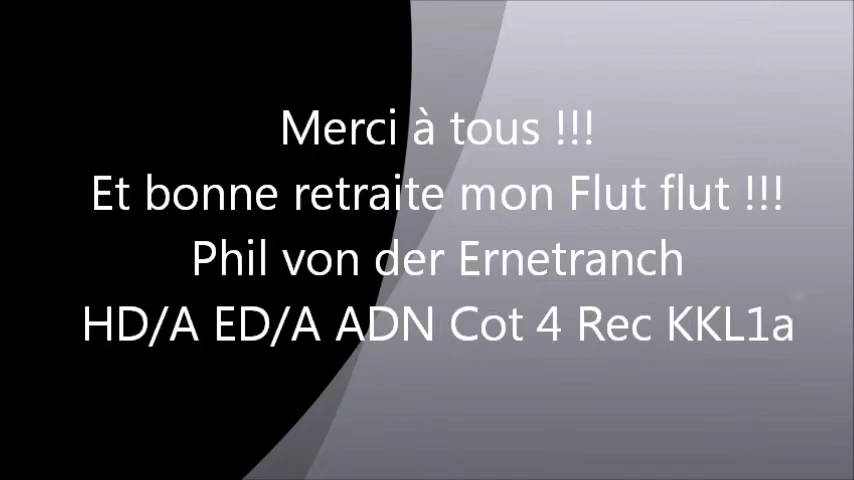 Merci à tous !!!
Et bonne retraite mon Flut flut !!!
Phil von der Ernetranch
HD/A ED/A ADN Cot 4 Rec KKL1a